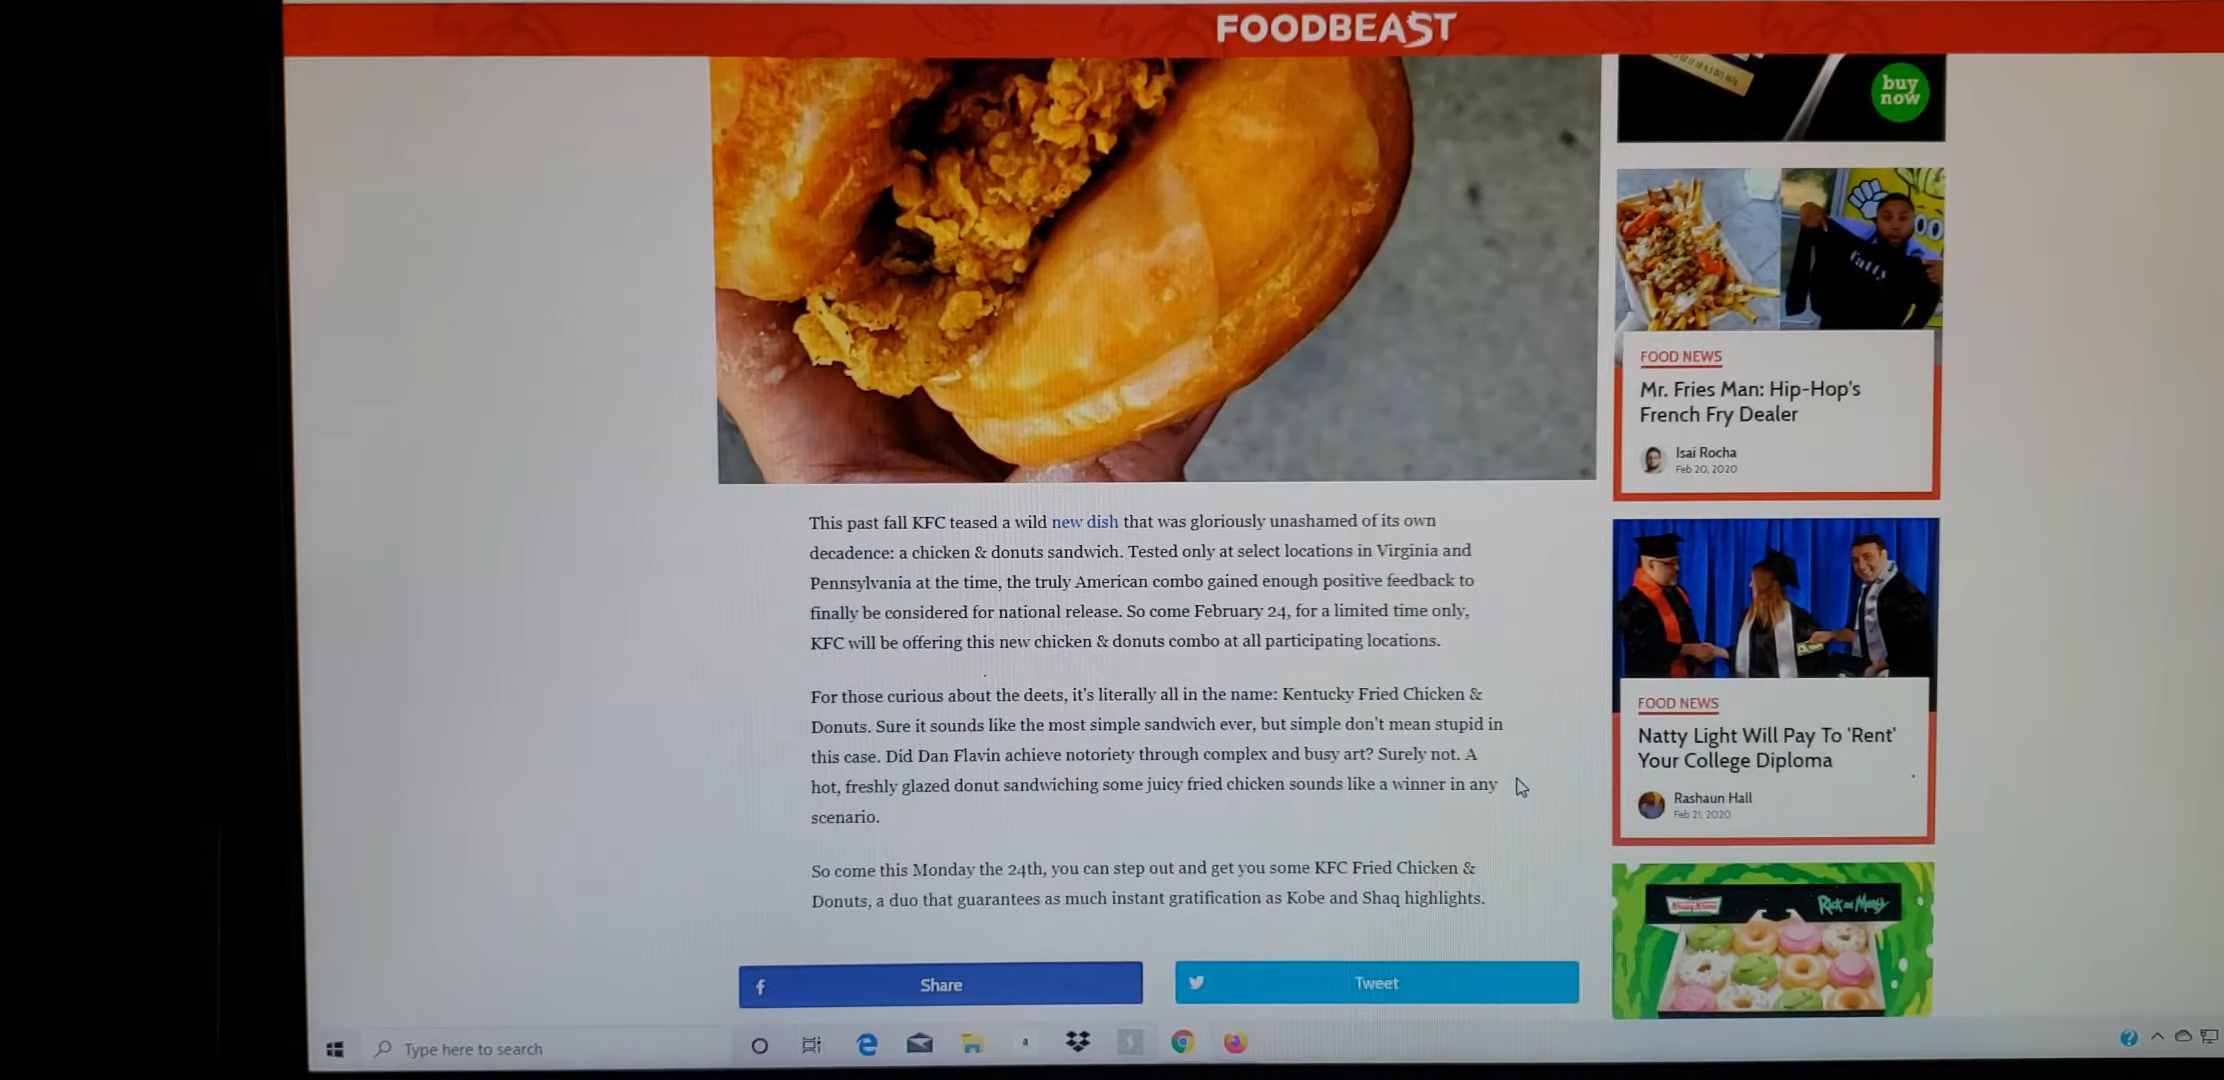 FOODBEAST
buy
now
Fatty
FOOD NEWS
Mr. Fries Man: Hip-Hop's
French Fry Dealer
Isai Rocha
Feb 20, 2020
This past fall KFC teased a wild new dish that was gloriously unashamed of its own
decadence: a chicken & donuts sandwich. Tested only at select locations in Virginia and
Pennsylvania at the time, the truly American combo gained enough positive feedback to
finally be considered for national release. So come February 24, for a limited time only,
KFC will be offering this new chicken & donuts combo at all participating locations.
For those curious about the deets, it's literally all in the name: Kentucky Fried Chicken &
Donuts. Sure it sounds like the most simple sandwich ever, but simple don't mean stupid in
this case. Did Dan Flavin achieve notoriety through complex and busy art? Surely not. A
hot, freshly glazed donut sandwiching some juicy fried chicken sounds like a winner in any
scenario.
So come this Monday the 24th, you can step out and get you some KFC Fried Chicken &
Donuts, a duo that guarantees as much instant gratification as Kobe and Shaq highlights.
FOOD NEWS
Natty Light Will Pay To 'Rent'
Your College Diploma
Rashaun Hall
Feb 21, 2020
Krispy Kreme
Rick and Morty
Share
Tweet
Type here to search